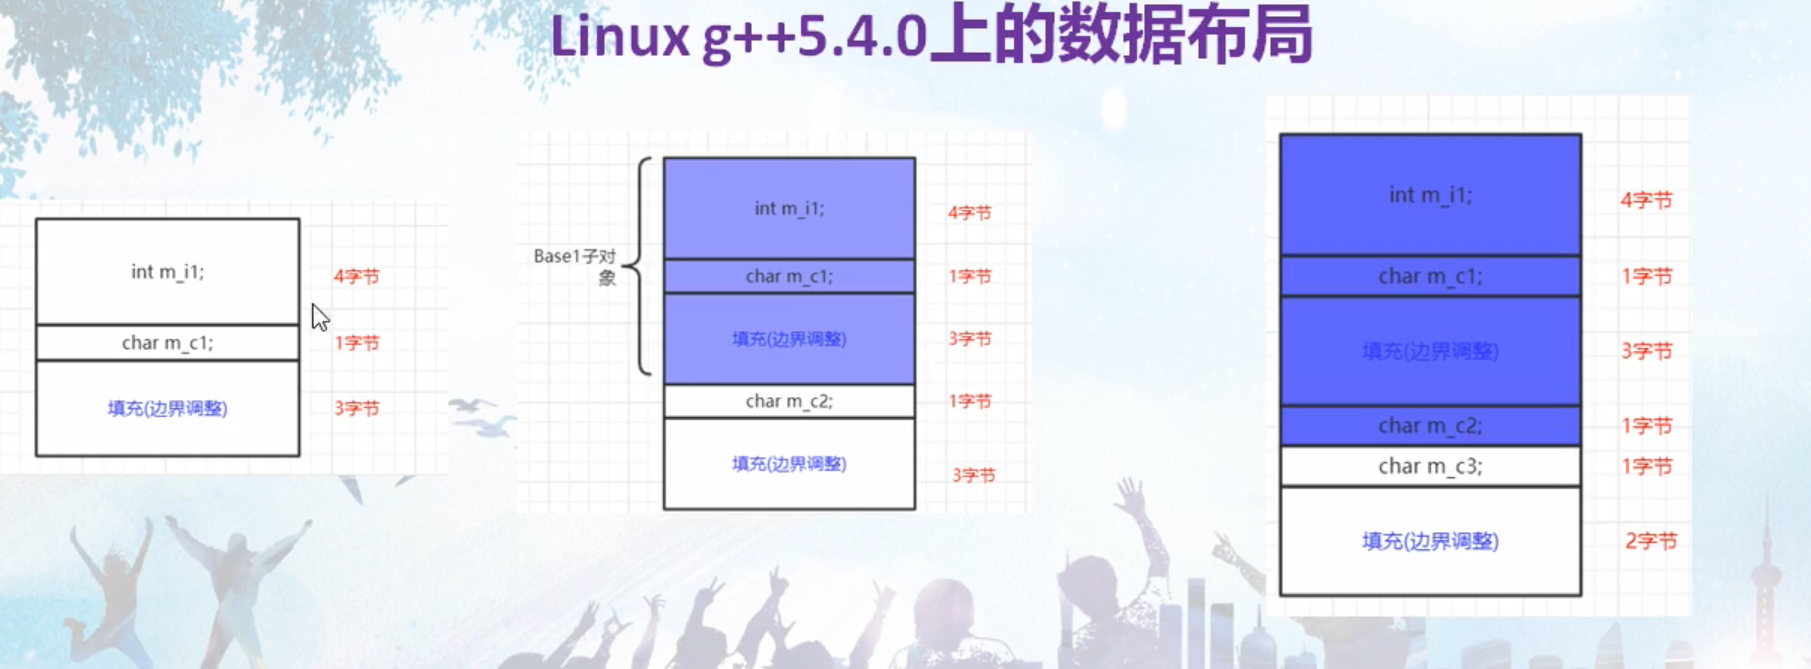 Linux g++5.4.0上的数据布局
int m_i1;
4字节
char m_c1;
1字节
填充(边界调整)
3字节
Base1子对
象
int m_i1;
4字节
char m_c1;
1字节
填充(边界调整)
3字节
char m_c2;
1字节
填充(边界调整)
3字节
int m_i1;
4字节
char m_c1;
1字节
填充(边界调整)
3字节
char m_c2;
1字节
char m_c3;
1字节
填充(边界调整)
2字节